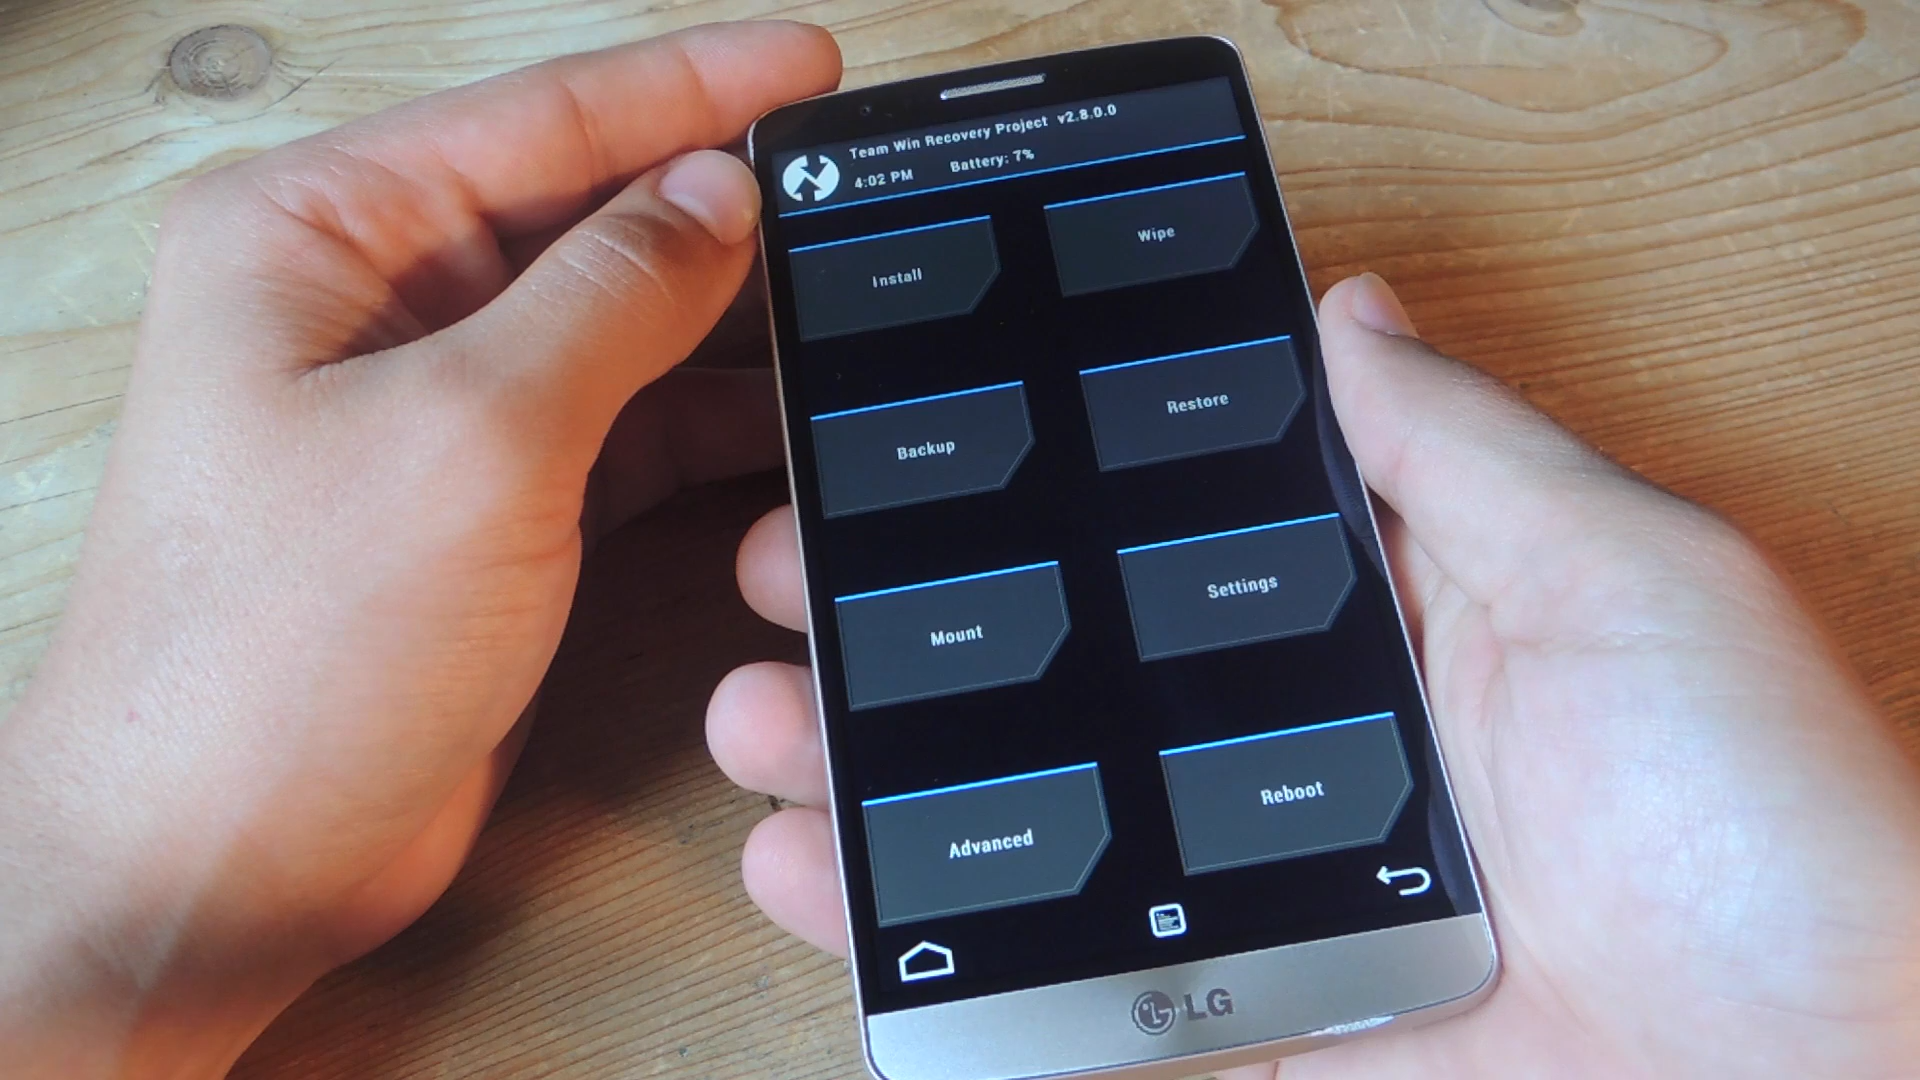 Team Win Recovery Project v2.8.0.0
4:02 PM Battery: 7%
Install
Wipe
Backup
Restore
Mount
Settings
Advanced
Reboot
LG